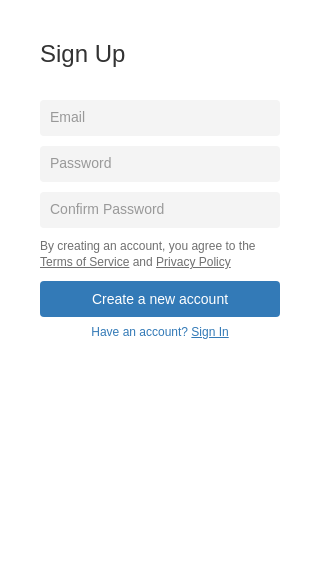 Sign Up
Email
Password
Confirm Password
By creating an account, you agree to the
Terms of Service and Privacy Policy
Create a new account
Have an account? Sign In